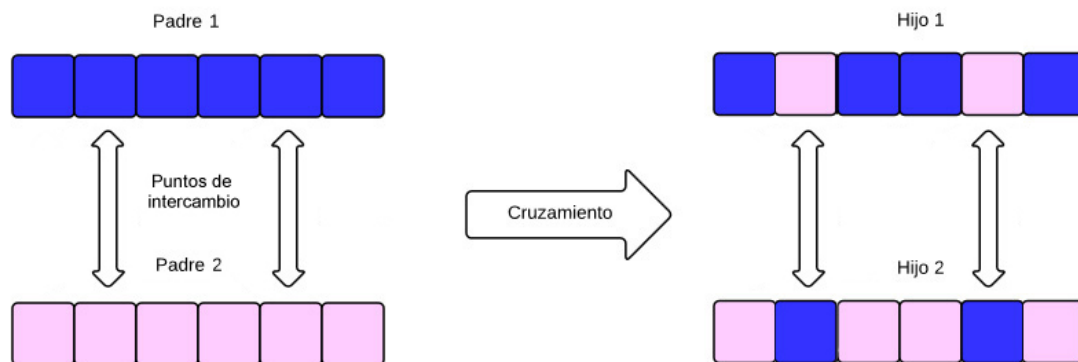 Padre 1
Hijo 1
Puntos de
intercambio
Cruzamiento
Padre 2
Hijo 2